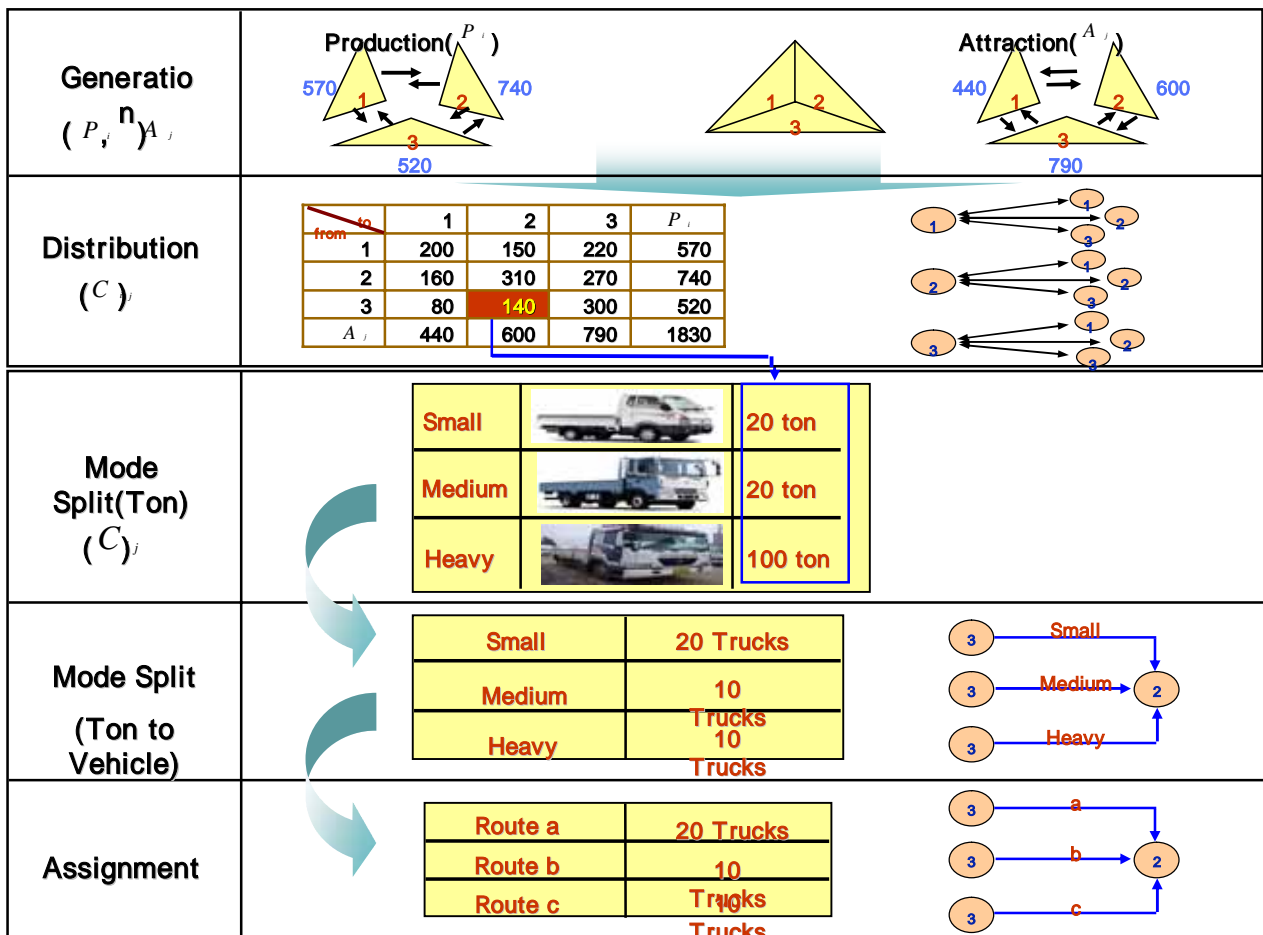 Generatio
n
( P i , ) A j
Production( P i )
570
740
1
2
3
520
1
2
3
Attraction( A j )
440
600
1
2
3
790
Distribution
( C ij )
from to 1 2 3 P i
1 200 150 220 570
2 160 310 270 740
3 80 140 300 520
A j 440 600 790 1830
1
1
2
3
2
1
2
3
3
1
2
3
Mode
Split(Ton)
( C ) j
Small 20 ton
Medium 20 ton
Heavy 100 ton
Mode Split
(Ton to
Vehicle)
Small 20 Trucks
Medium 10
Trucks
Heavy 10
Trucks
3 Small
3 Medium 2
3 Heavy
Assignment
Route a 20 Trucks
Route b 10
Trucks
Route c 10
Trucks
3 a
3 b 2
3 c